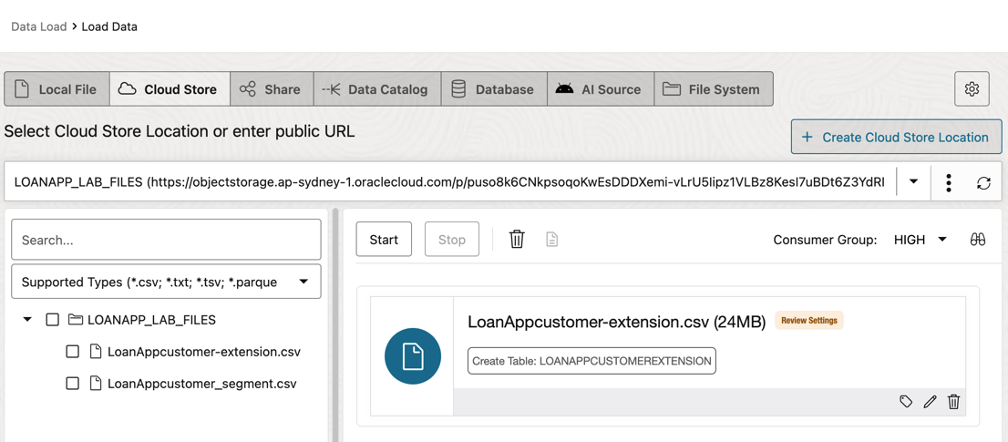 Data Load > Load Data
Local File
Cloud Store
Share
Data Catalog
Database
AI Source
File System
Select Cloud Store Location or enter public URL
+ Create Cloud Store Location
LOANAPP_LAB_FILES (https://objectstorage.ap-sydney-1.oraclecloud.com/p/puso8k6CNkpsoqoKwEsDDDXemi-vLrU5lipz1VLBz8Kesl7uBDt6Z3YdRI
Search...
Start
Stop
Consumer Group:
HIGH
Supported Types (*.csv; *.txt; *.tsv; *.parque
LOANAPP_LAB_FILES
LoanAppcustomer-extension.csv
LoanAppcustomer_segment.csv
LoanAppcustomer-extension.csv (24MB)
Review Settings
Create Table: LOANAPPCUSTOMEREXTENSION